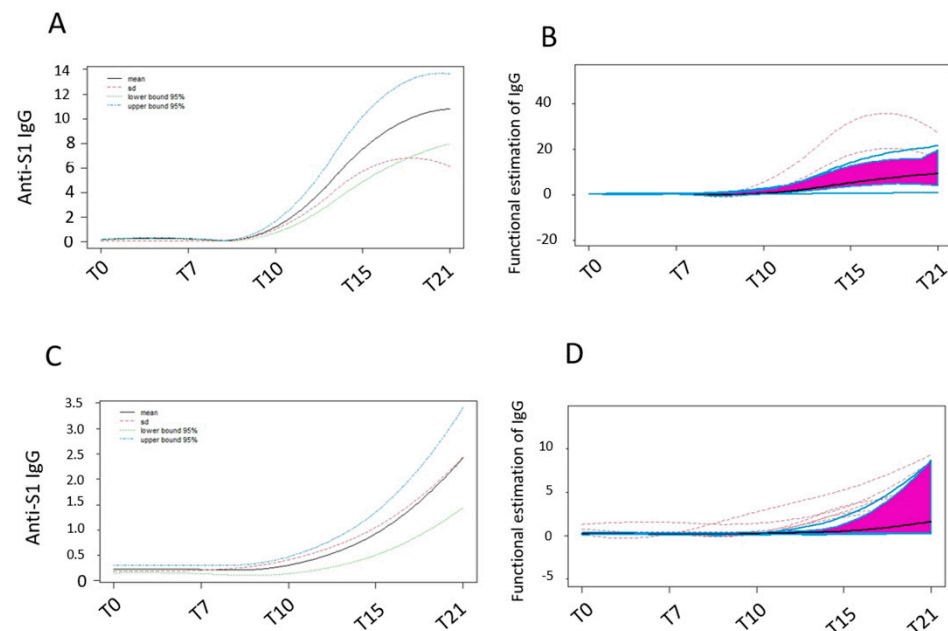 A
Anti-S1 IgG
14
12
10
8
6
4
2
0
mean
sd
lower bound 95%
upper bound 95%
T0
T7
T10
T15
T21
B
Functional estimation of IgG
40
20
0
-20
T0
T7
T10
T15
T21
C
Anti-S1 IgG
3.5
3.0
2.5
2.0
1.5
1.0
0.5
0
mean
sd
lower bound 95%
upper bound 95%
T0
T7
T10
T15
T21
D
Functional estimation of IgG
10
5
0
-5
T0
T7
T10
T15
T21